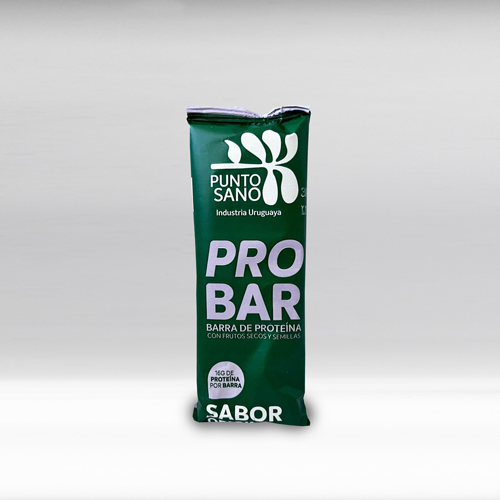 PUNTO
SANO
Industria Uruguaya
PRO
BAR
BARRA DE PROTEÍNA
CON FRUTOS SECOS Y SEMILLAS
16G DE
PROTEÍNA
POR BARRA
SABOR